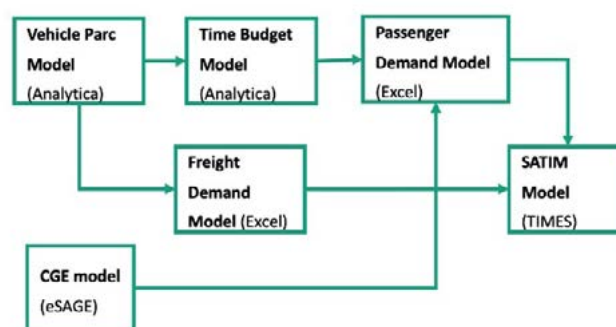 Vehicle Parc
Model
(Analytica)
Time Budget
Model
(Analytica)
Passenger
Demand Model
(Excel)
Freight
Demand
Model (Excel)
SATIM
Model
(TIMES)
CGE model
(eSAGE)